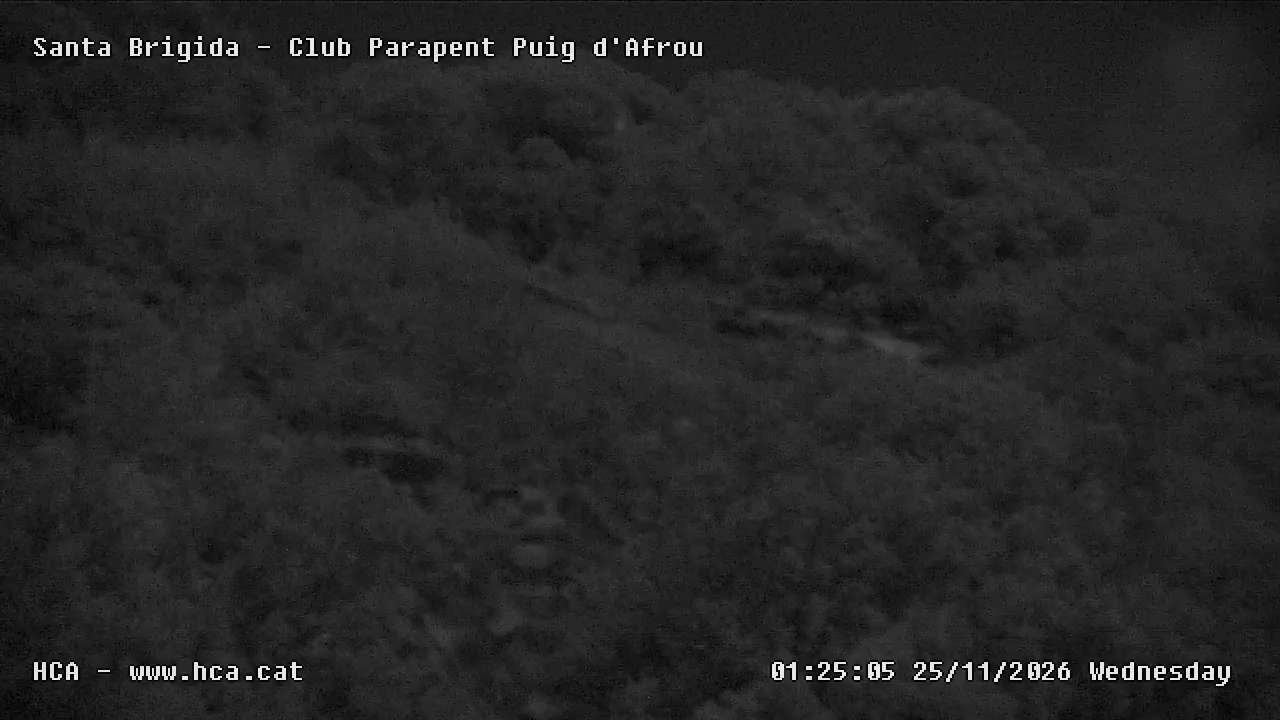 Santa Brigida - Club Parapent Puig d'Afrou
HCA - www.hca.cat
01:25:05 25/11/2026 Wednesday